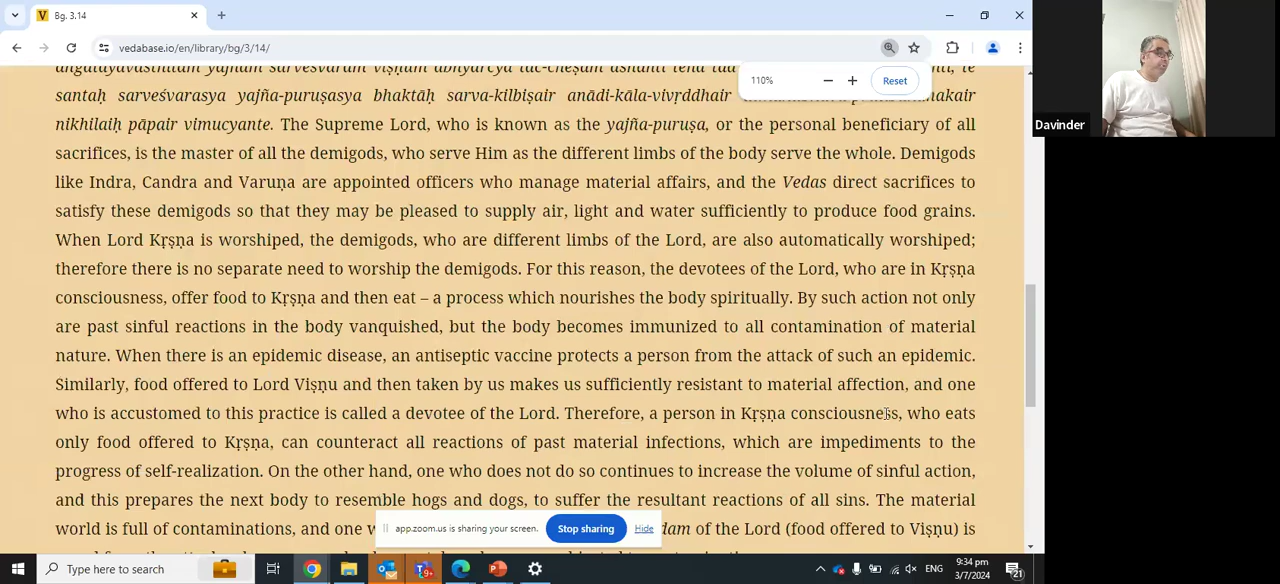 Bg. 3.14
vedabase.io/en/library/bg/3/14/
110%
Reset
aṅgatayāvasthitaṁ yajñaṁ sarveśvaraṁ viṣṇum abhyarcya tac-cheṣam aśnanti tena
santaḥ sarveśvarasya yajña-puruṣasya bhaktāḥ sarva-kilbiṣair anādi-kāla-vivṛddhair
nikhilaiḥ pāpair vimucyante. The Supreme Lord, who is known as the yajña-puruṣa, or the personal beneficiary of all
sacrifices, is the master of all the demigods, who serve Him as the different limbs of the body serve the whole. Demigods
like Indra, Candra and Varuṇa are appointed officers who manage material affairs, and the Vedas direct sacrifices to
satisfy these demigods so that they may be pleased to supply air, light and water sufficiently to produce food grains.
When Lord Kṛṣṇa is worshiped, the demigods, who are different limbs of the Lord, are also automatically worshiped;
therefore there is no separate need to worship the demigods. For this reason, the devotees of the Lord, who are in Kṛṣṇa
consciousness, offer food to Kṛṣṇa and then eat – a process which nourishes the body spiritually. By such action not only
are past sinful reactions in the body vanquished, but the body becomes immunized to all contamination of material
nature. When there is an epidemic disease, an antiseptic vaccine protects a person from the attack of such an epidemic.
Similarly, food offered to Lord Viṣṇu and then taken by us makes us sufficiently resistant to material affection, and one
who is accustomed to this practice is called a devotee of the Lord. Therefore, a person in Kṛṣṇa consciousness, who eats
only food offered to Kṛṣṇa, can counteract all reactions of past material infections, which are impediments to the
progress of self-realization. On the other hand, one who does not do so continues to increase the volume of sinful action,
and this prepares the next body to resemble hogs and dogs, to suffer the resultant reactions of all sins. The material
world is full of contaminations, and one of the Lord (food offered to Viṣṇu) is
app.zoom.us is sharing your screen.
Stop sharing
Hide
Davinder
Type here to search
ENG
9:34 pm
3/7/2024
21